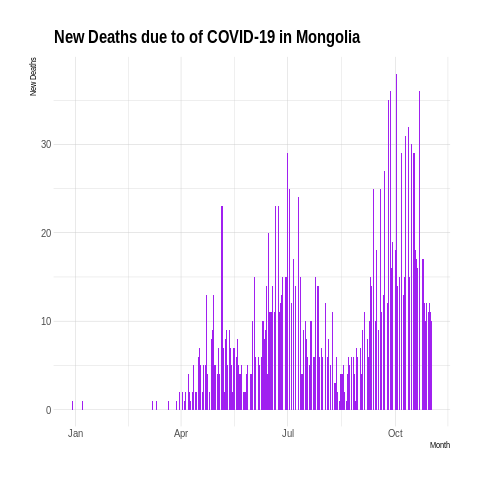 New Deaths due to of COVID-19 in Mongolia
New Deaths
30
20
10
0
Jan Apr Jul Oct
Month